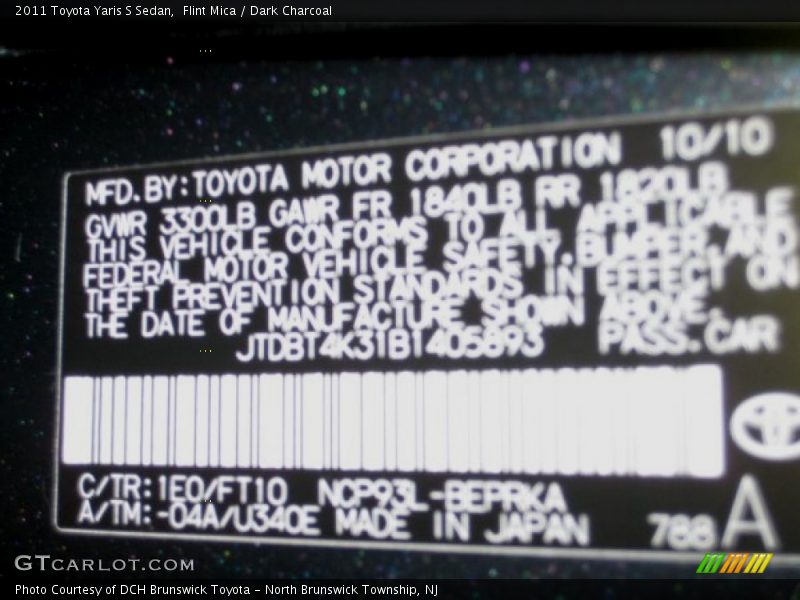 2011 Toyota Yaris S Sedan,  Flint Mica / Dark Charcoal
MFD.BY:TOYOTA MOTOR CORPORATION 10/10
GVWR 3300LB GAWR FR 1840LB RR 1820LB
THIS VEHICLE CONFORMS TO ALL APPLICABLE
FEDERAL MOTOR VEHICLE SAFETY,BUMPER,AND
THEFT PREVENTION STANDARDS IN EFFECT ON
THE DATE OF MANUFACTURE SHOWN ABOVE.
JTDBT4K31B1405893 PASS.CAR
C/TR:1E0/FT10 NCP93L-BEPRKA
A/TM:-04A/U340E MADE IN JAPAN 788 A
GTCARLOT.COM
Photo Courtesy of DCH Brunswick Toyota – North Brunswick Township, NJ